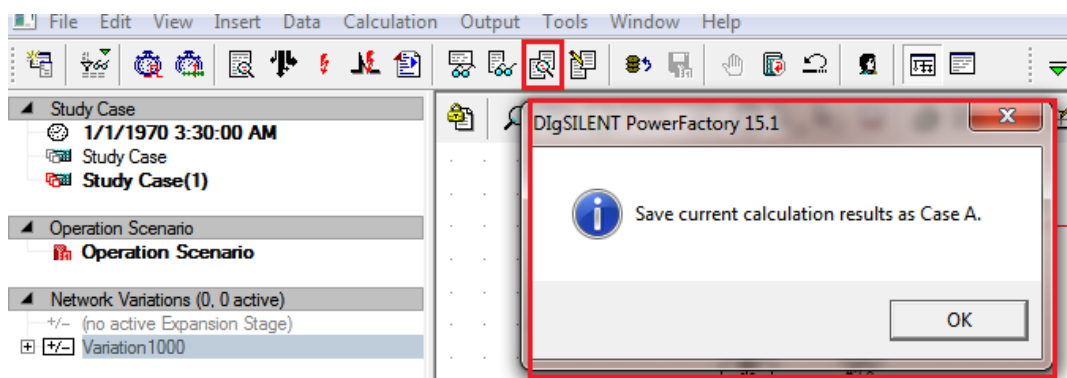 File Edit View Insert Data Calculation Output Tools Window Help
Study Case
1/1/1970 3:30:00 AM
Study Case
Study Case(1)
Operation Scenario
Operation Scenario
Network Variations (0, 0 active)
+/- (no active Expansion Stage)
+/- Variation1000
DIgSILENT PowerFactory 15.1
Save current calculation results as Case A.
OK